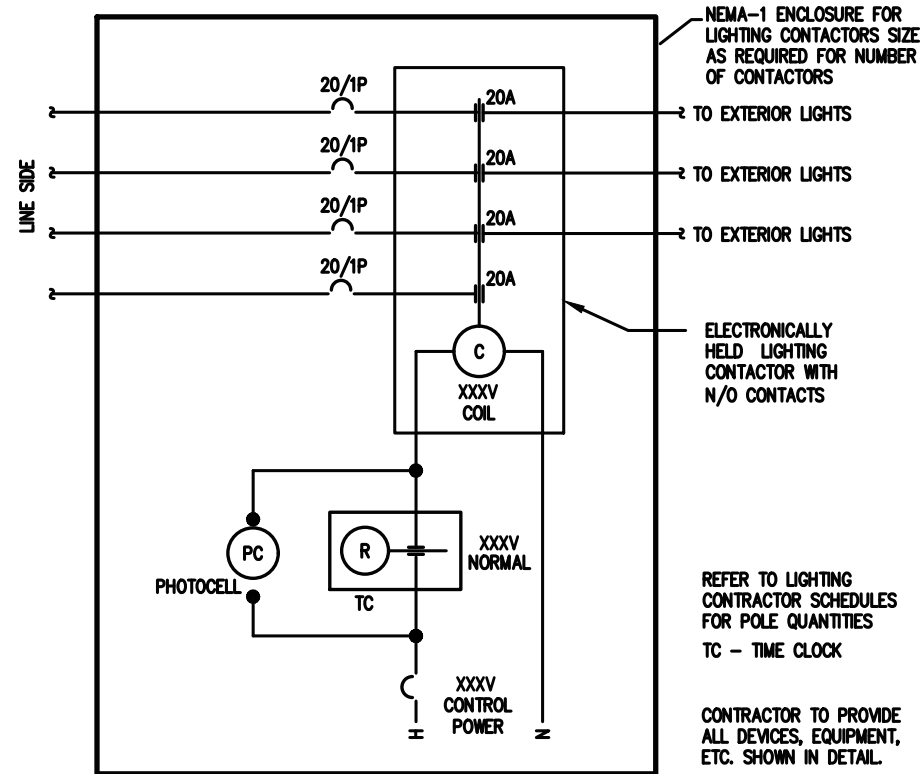 NEMA-1 ENCLOSURE FOR
LIGHTING CONTACTORS SIZE
AS REQUIRED FOR NUMBER
OF CONTACTORS
20/1P
20A
TO EXTERIOR LIGHTS
20/1P
20A
TO EXTERIOR LIGHTS
LINE SIDE
20/1P
20A
TO EXTERIOR LIGHTS
20/1P
20A
C
XXXV
COIL
ELECTRONICALLY
HELD LIGHTING
CONTACTOR WITH
N/O CONTACTS
PC
PHOTOCELL
R
TC
XXXV
NORMAL
XXXV
CONTROL
POWER
H
N
REFER TO LIGHTING
CONTRACTOR SCHEDULES
FOR POLE QUANTITIES
TC - TIME CLOCK
CONTRACTOR TO PROVIDE
ALL DEVICES, EQUIPMENT,
ETC. SHOWN IN DETAIL.